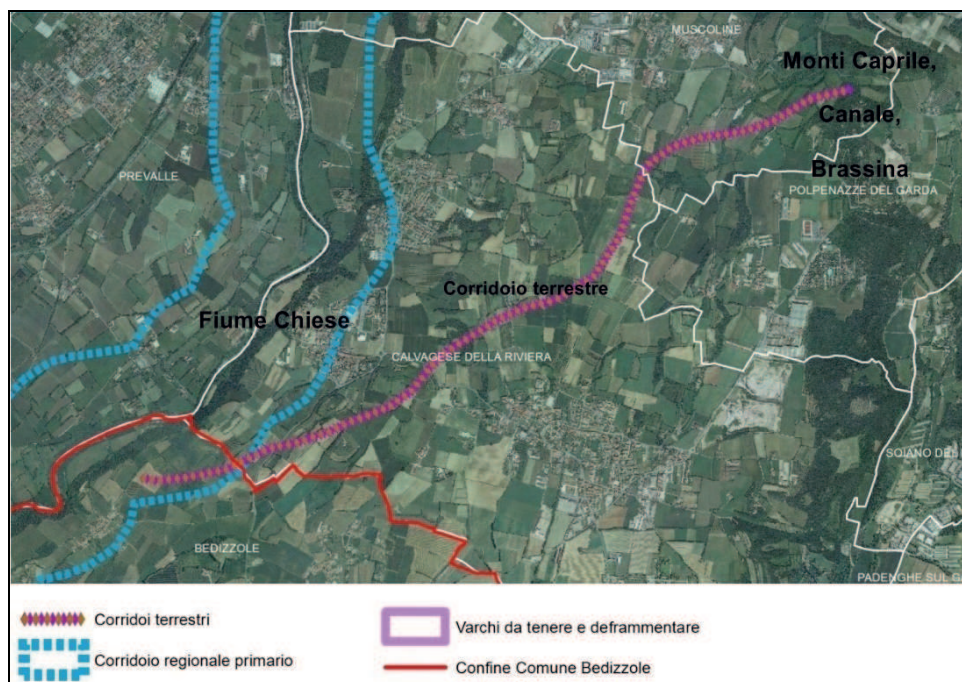 MUSCOLINE
Monti Caprile,
Canale,
Brassina
PREVALLE
POLPENAZZE DEL GARDA
Corridoio terrestre
Fiume Chiese
CALVAGESE DELLA RIVIERA
SOIANO DEL
BEDIZZOLE
PADENGHE SUL G
Corridoi terrestri
Varchi da tenere e deframmentare
Corridoio regionale primario
Confine Comune Bedizzole